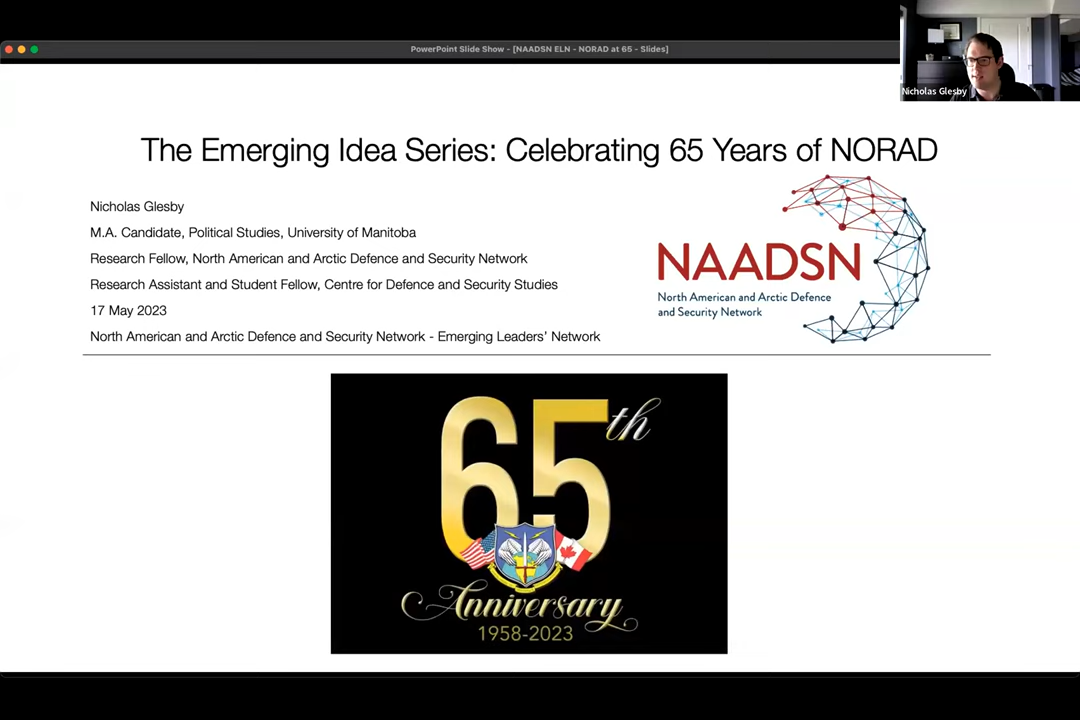 PowerPoint Slide Show - [NAADSN ELN - NORAD at 65 - Slides]
Nicholas Glesby
The Emerging Idea Series: Celebrating 65 Years of NORAD
Nicholas Glesby
M.A. Candidate, Political Studies, University of Manitoba
Research Fellow, North American and Arctic Defence and Security Network
Research Assistant and Student Fellow, Centre for Defence and Security Studies
17 May 2023
North American and Arctic Defence and Security Network - Emerging Leaders' Network
NAADSN
North American and Arctic Defence
and Security Network
65th
Anniversary
1958-2023